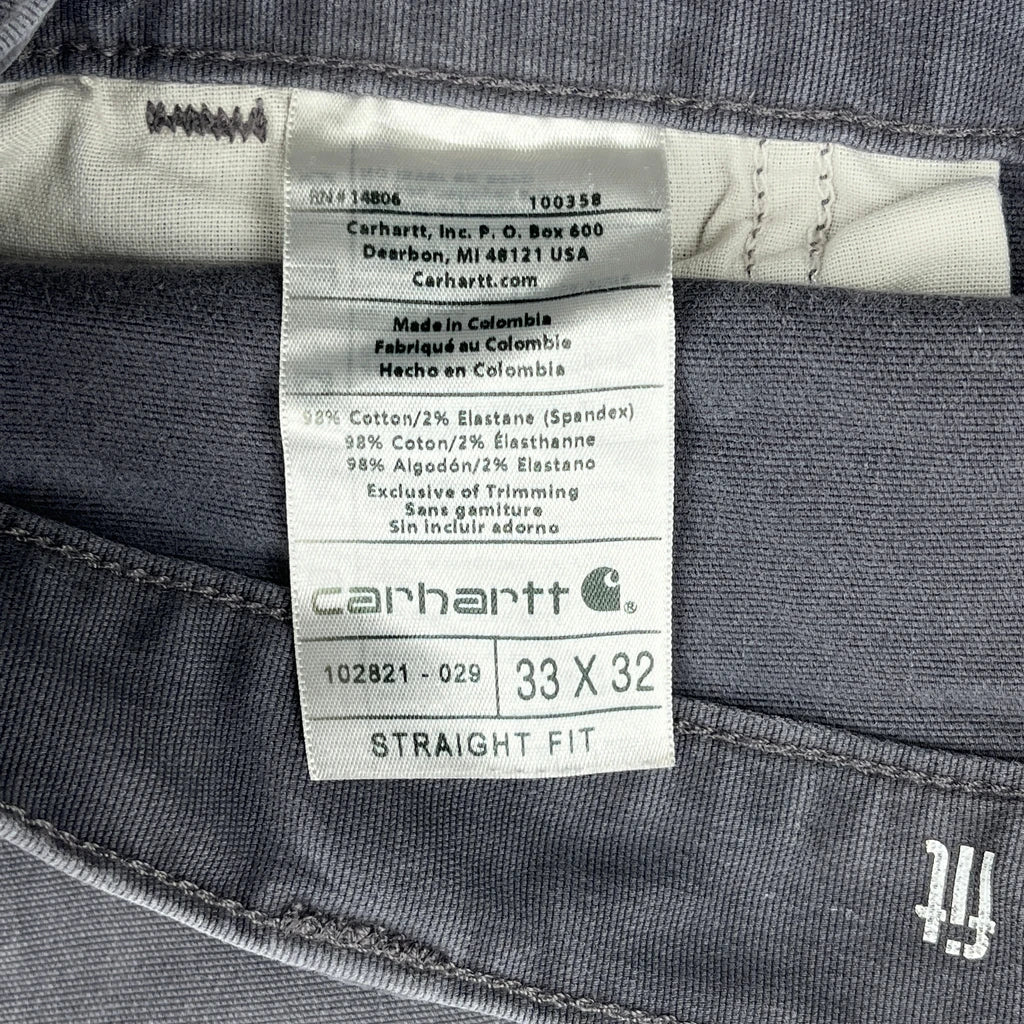 RN# 14806 100358
Carhartt, Inc. P. O. Box 600
Dearbon, MI 48121 USA
Carhartt.com
Made in Colombia
Fabriqué au Colombie
Hecho en Colombia
98% Cotton/2% Elastane (Spandex)
98% Coton/2% Élasthanne
98% Algodón/2% Elastano
Exclusive of Trimming
Sans garniture
Sin incluir adorno
carhartt ®
102821 - 029 33 X 32
STRAIGHT FIT
fit